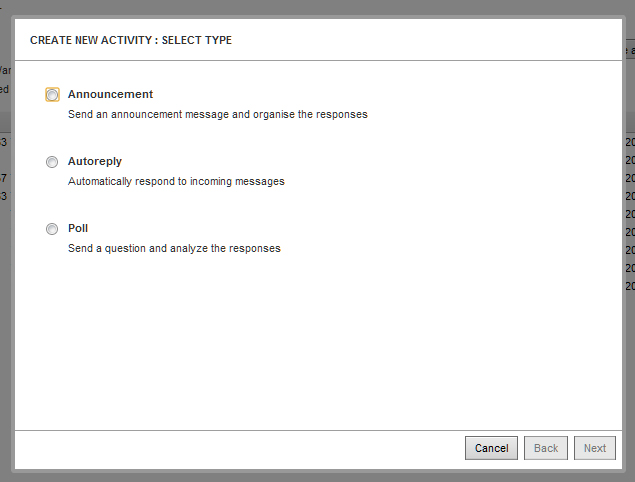 CREATE NEW ACTIVITY : SELECT TYPE
Announcement
Send an announcement message and organise the responses
Autoreply
Automatically respond to incoming messages
Poll
Send a question and analyze the responses
Cancel Back Next